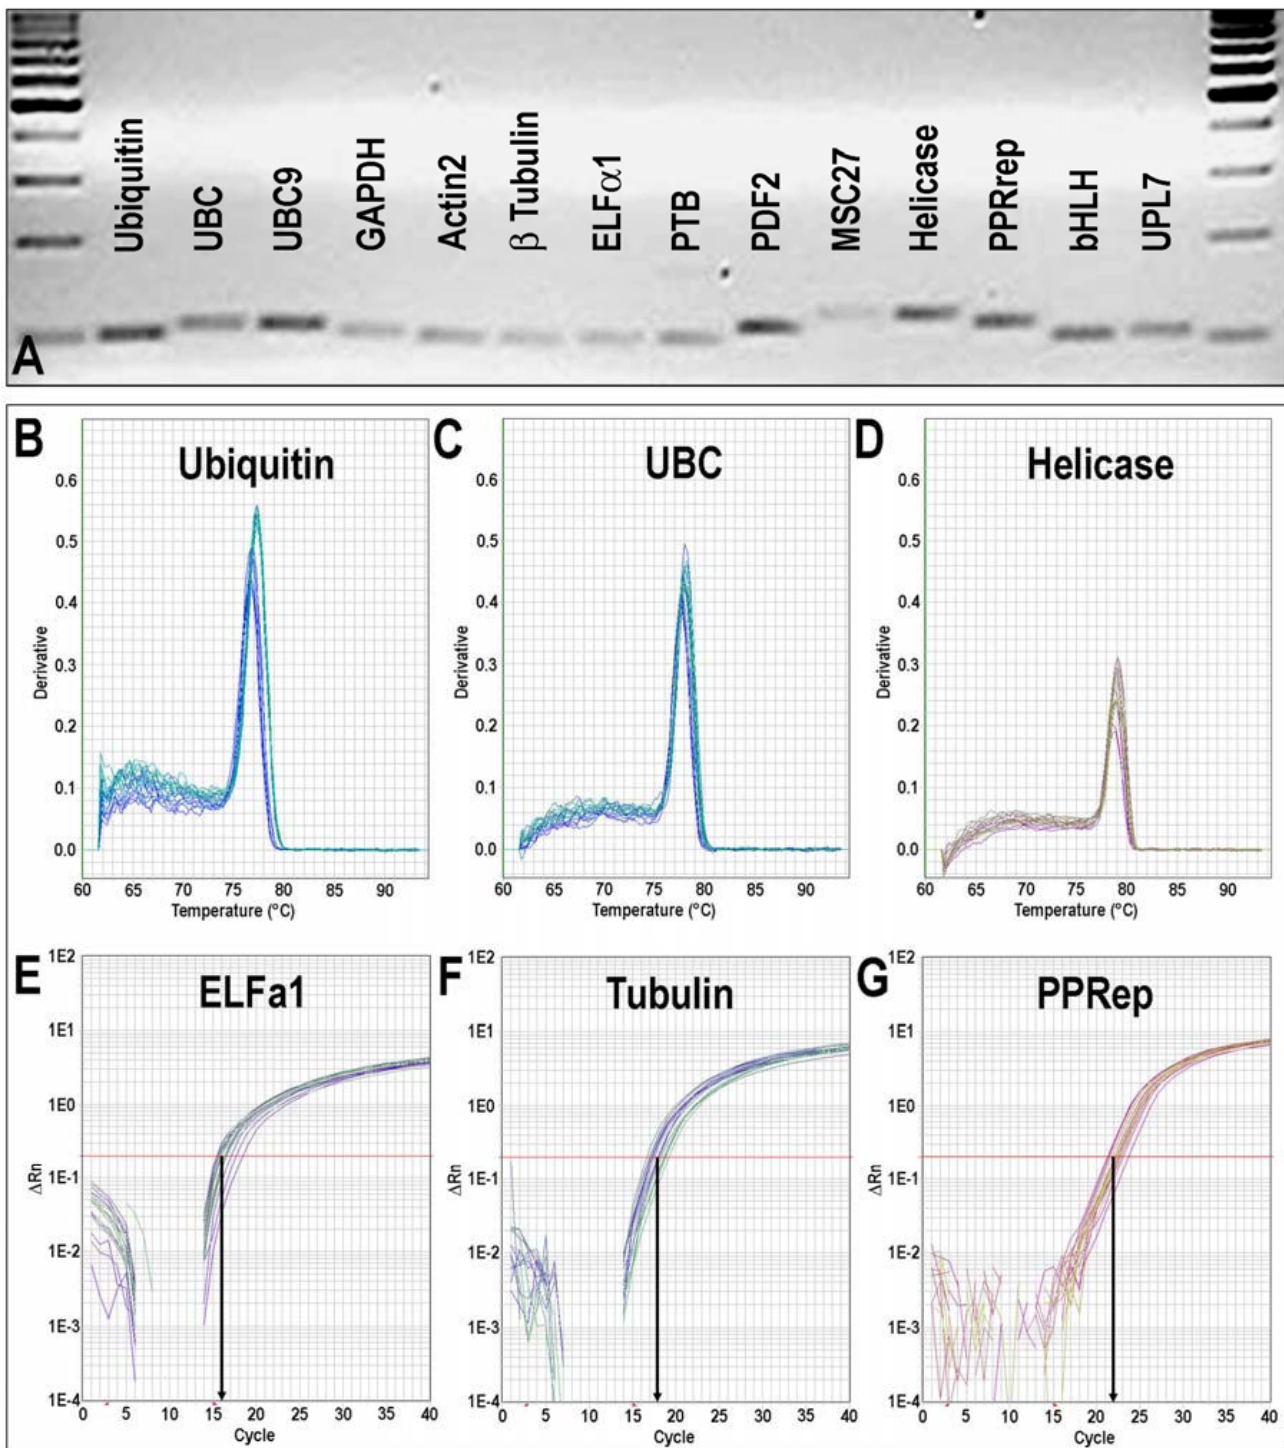 Ubiquitin
UBC
UBC9
GAPDH
Actin2
β Tubulin
ELFα1
PTB
PDF2
MSC27
Helicase
PPRrep
bHLH
UPL7
A
B
Ubiquitin
0.6
0.5
0.4
0.3
0.2
0.1
0.0
Derivative
60 65 70 75 80 85 90
Temperature (°C)
C
UBC
0.6
0.5
0.4
0.3
0.2
0.1
0.0
Derivative
60 65 70 75 80 85 90
Temperature (°C)
D
Helicase
0.6
0.5
0.4
0.3
0.2
0.1
0.0
Derivative
60 65 70 75 80 85 90
Temperature (°C)
E
ELFa1
1E2
1E1
1E0
1E-1
1E-2
1E-3
1E-4
ΔRn
0 5 10 15 20 25 30 35 40
Cycle
F
Tubulin
1E2
1E1
1E0
1E-1
1E-2
1E-3
1E-4
ΔRn
0 5 10 15 20 25 30 35 40
Cycle
G
PPRep
1E2
1E1
1E0
1E-1
1E-2
1E-3
1E-4
ΔRn
0 5 10 15 20 25 30 35 40
Cycle